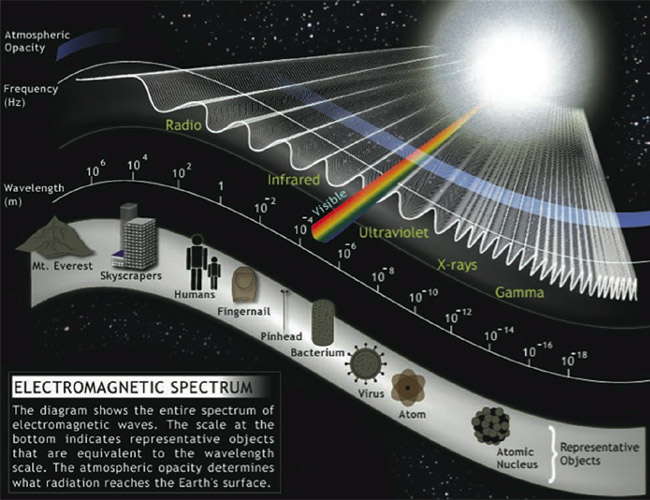 Atmospheric
Opacity
Frequency
(Hz)
Radio
Infrared
Visible
Ultraviolet
X-rays
Gamma
Wavelength
(m)
10⁶
10⁴
10²
1
10⁻²
10⁻⁴
10⁻⁶
10⁻⁸
10⁻¹⁰
10⁻¹²
10⁻¹⁴
10⁻¹⁶
10⁻¹⁸
Mt. Everest
Skyscrapers
Humans
Fingernail
Pinhead
Bacterium
Virus
Atom
Atomic
Nucleus
Representative
Objects
ELECTROMAGNETIC SPECTRUM
The diagram shows the entire spectrum of
electromagnetic waves. The scale at the
bottom indicates representative objects
that are equivalent to the wavelength
scale. The atmospheric opacity determines
what radiation reaches the Earth's surface.